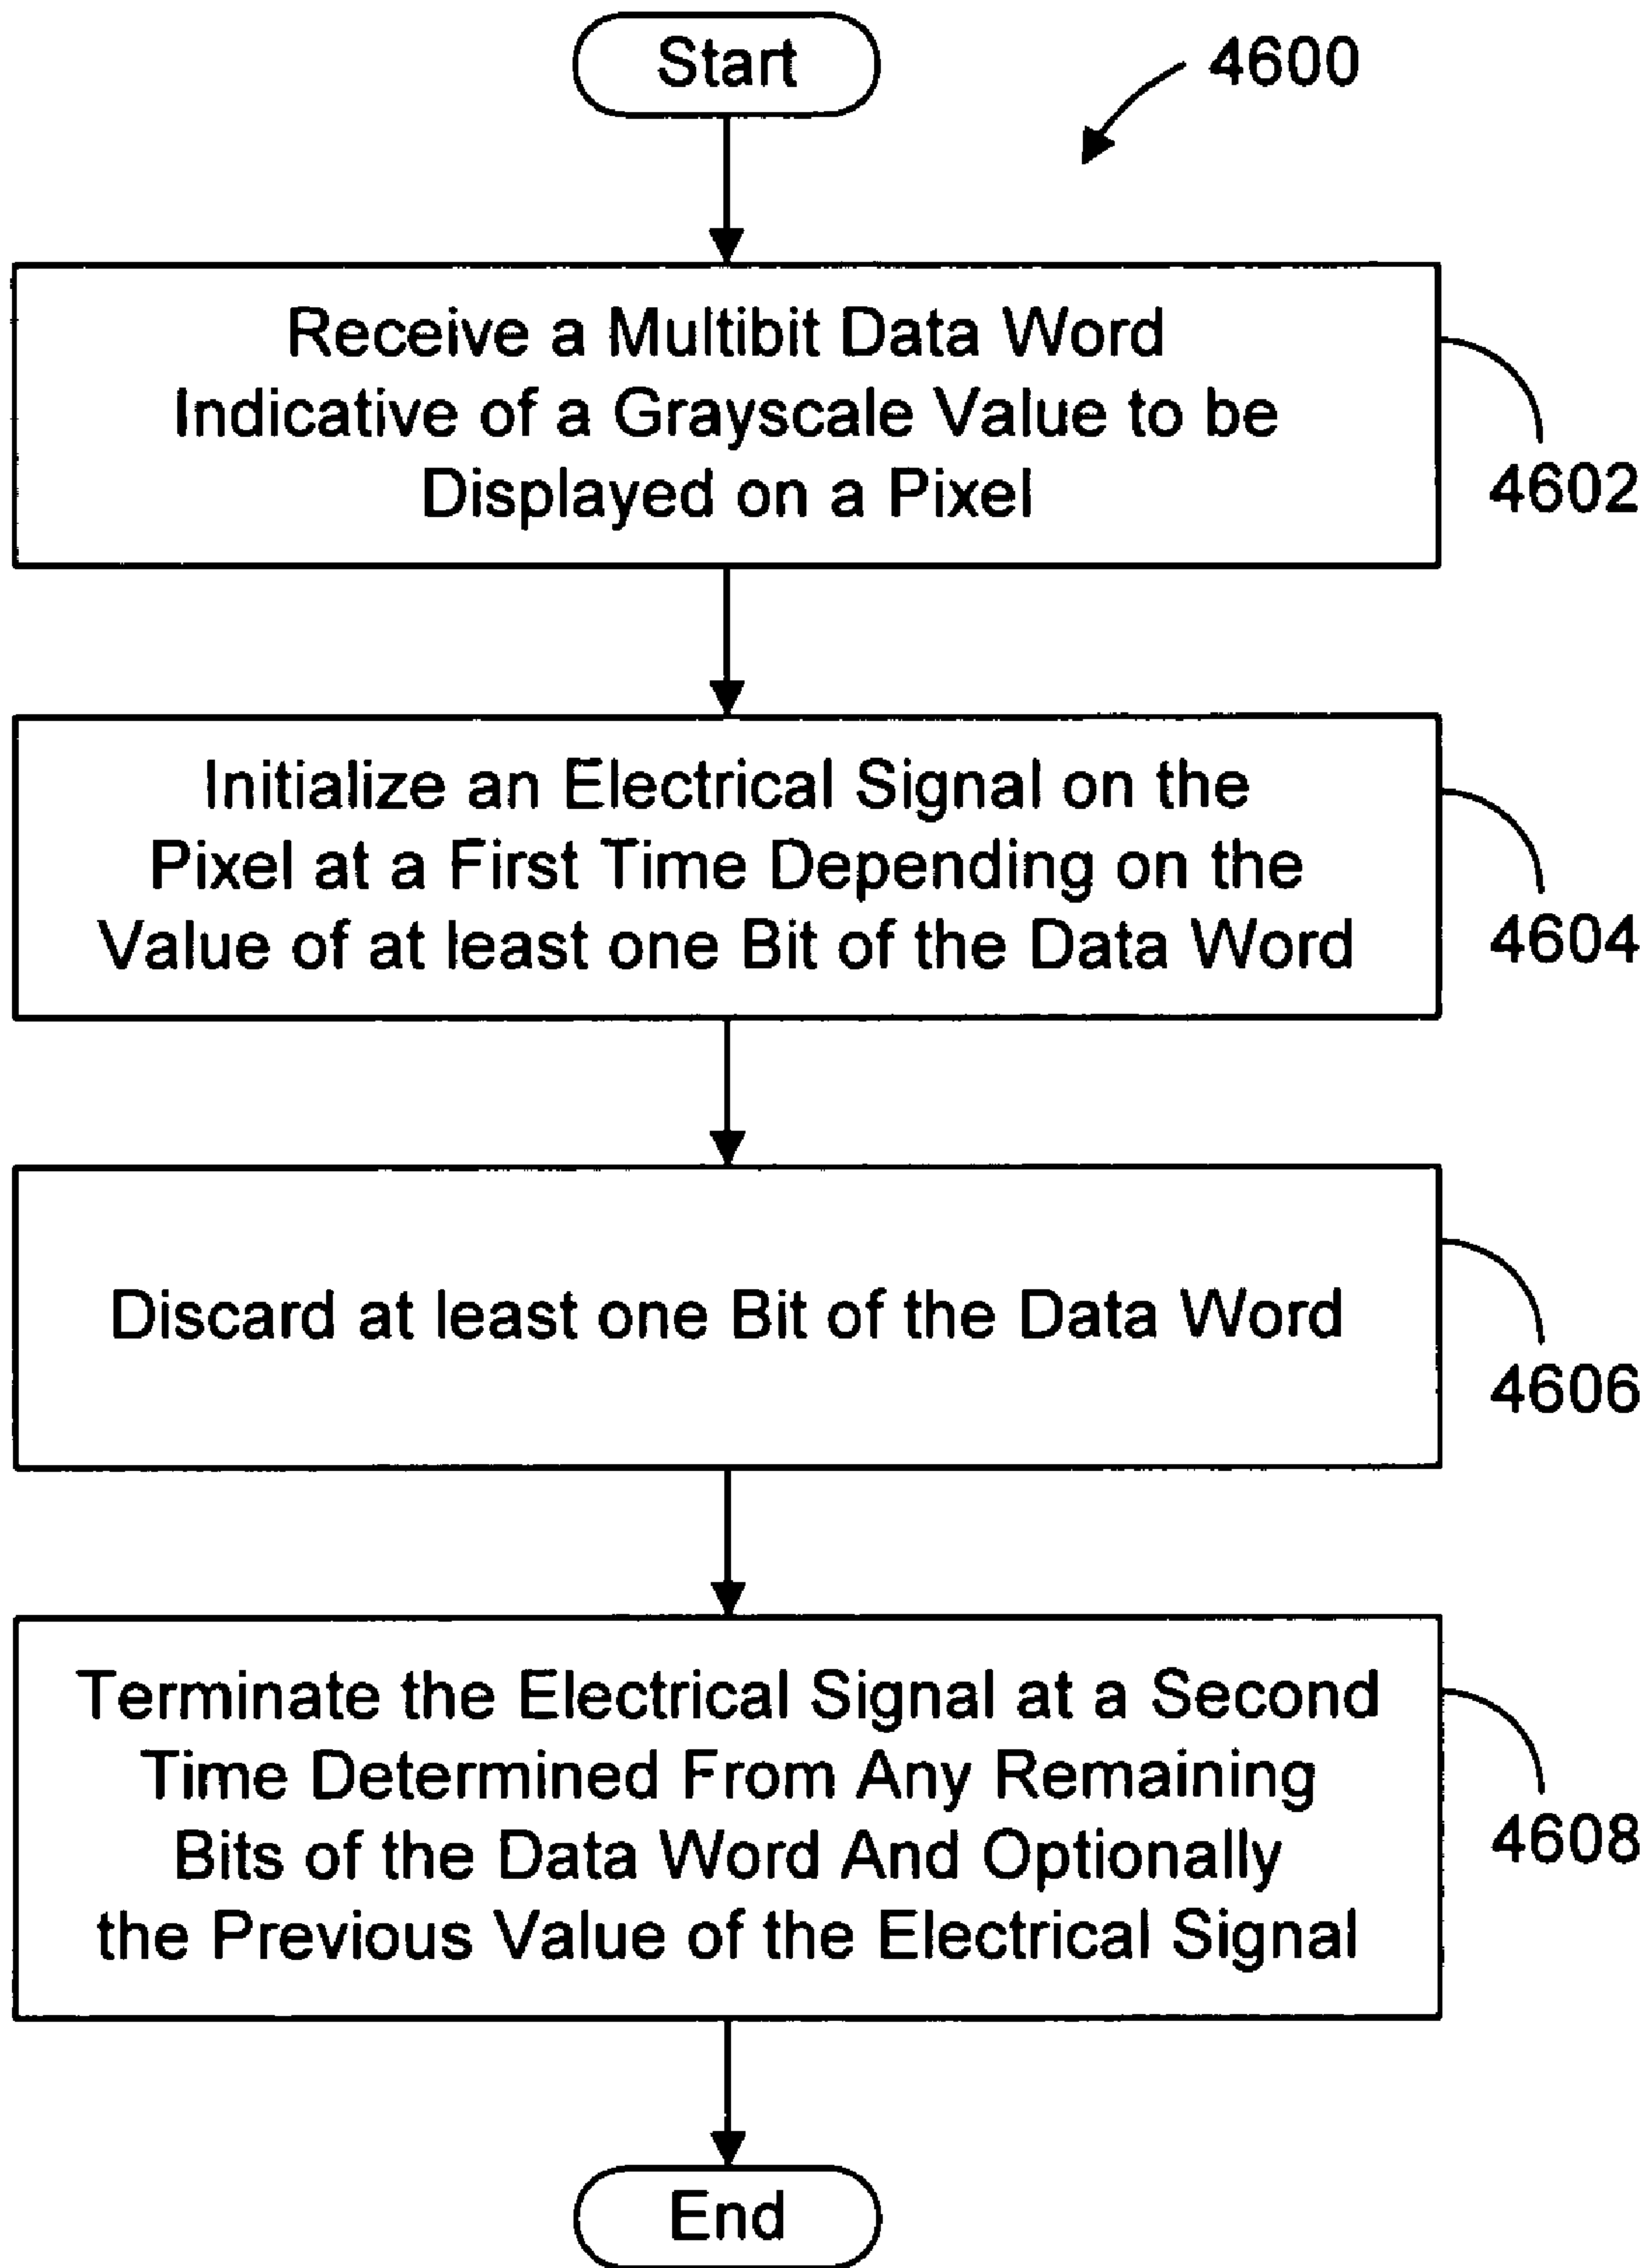 Start
4600
Receive a Multibit Data Word
Indicative of a Grayscale Value to be
Displayed on a Pixel
4602
Initialize an Electrical Signal on the
Pixel at a First Time Depending on the
Value of at least one Bit of the Data Word
4604
Discard at least one Bit of the Data Word
4606
Terminate the Electrical Signal at a Second
Time Determined From Any Remaining
Bits of the Data Word And Optionally
the Previous Value of the Electrical Signal
4608
End